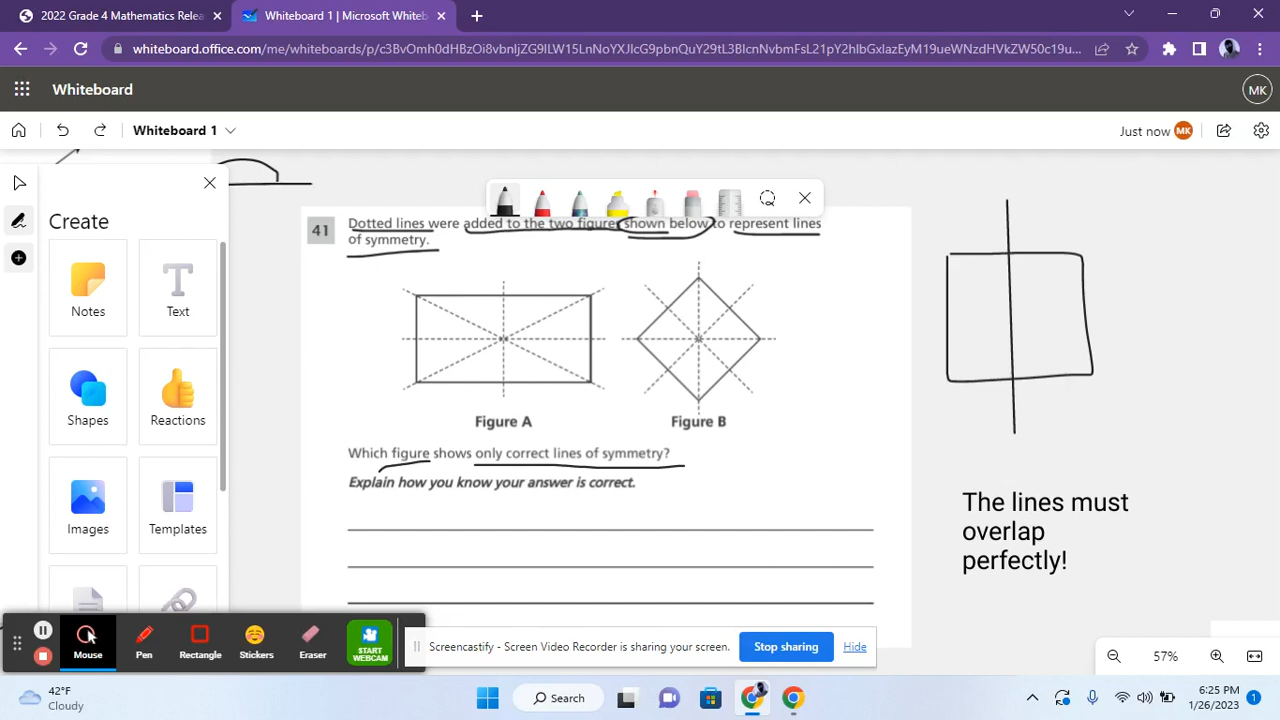 2022 Grade 4 Mathematics Relea
Whiteboard 1 | Microsoft Whiteb
Whiteboard
MK
Whiteboard 1
Just now MK
Create
Notes
Text
Shapes
Reactions
Images
Templates
41 Dotted lines were added to the two figures shown below to represent lines
of symmetry.
Figure A
Figure B
Which figure shows only correct lines of symmetry?
Explain how you know your answer is correct.
The lines must
overlap
perfectly!
Mouse
Pen
Rectangle
Stickers
Eraser
START
WEBCAM
Screencastify - Screen Video Recorder is sharing your screen.
Stop sharing
Hide
57%
42°F
Cloudy
Search
6:25 PM
1/26/2023
1